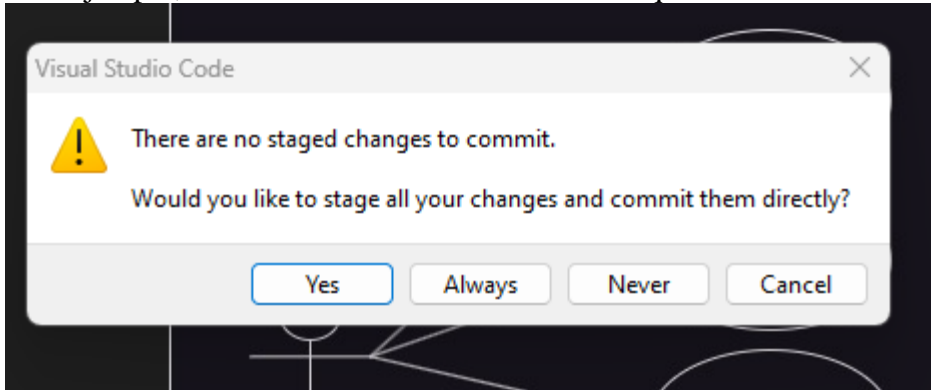 Visual Studio Code
There are no staged changes to commit.
Would you like to stage all your changes and commit them directly?
Yes
Always
Never
Cancel